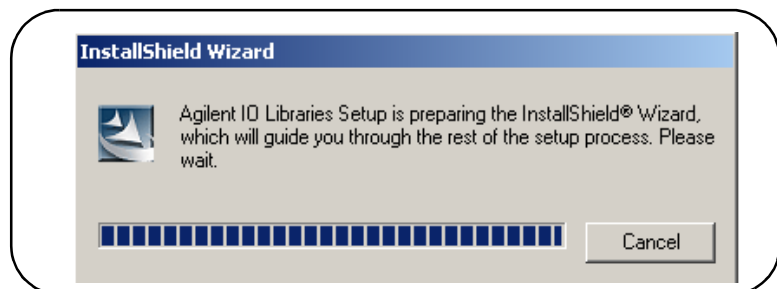 InstallShield Wizard
Agilent IO Libraries Setup is preparing the InstallShield® Wizard,
which will guide you through the rest of the setup process. Please
wait.
Cancel